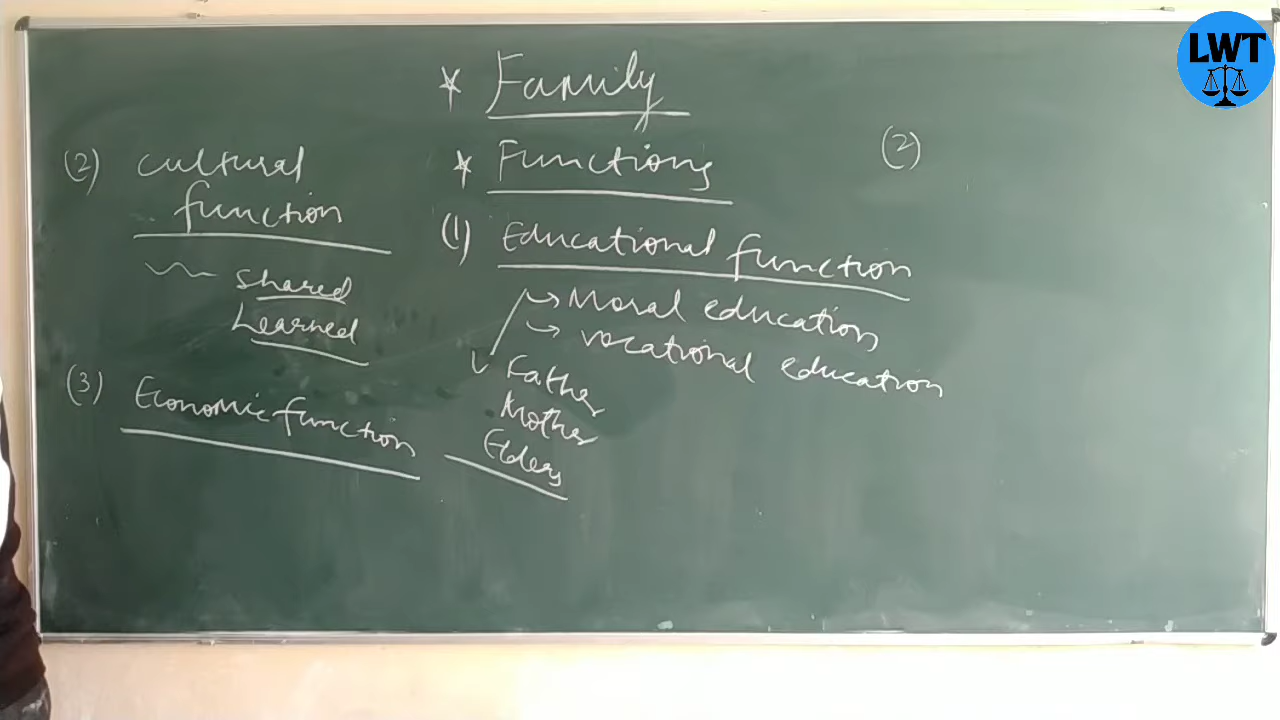 LWT
* Family
* Functions
(1) Educational function
→ Moral education
→ vocational education
Father
Mother
Elders
(2)
(2) cultural
function
shared
Learned
(3) Economic function